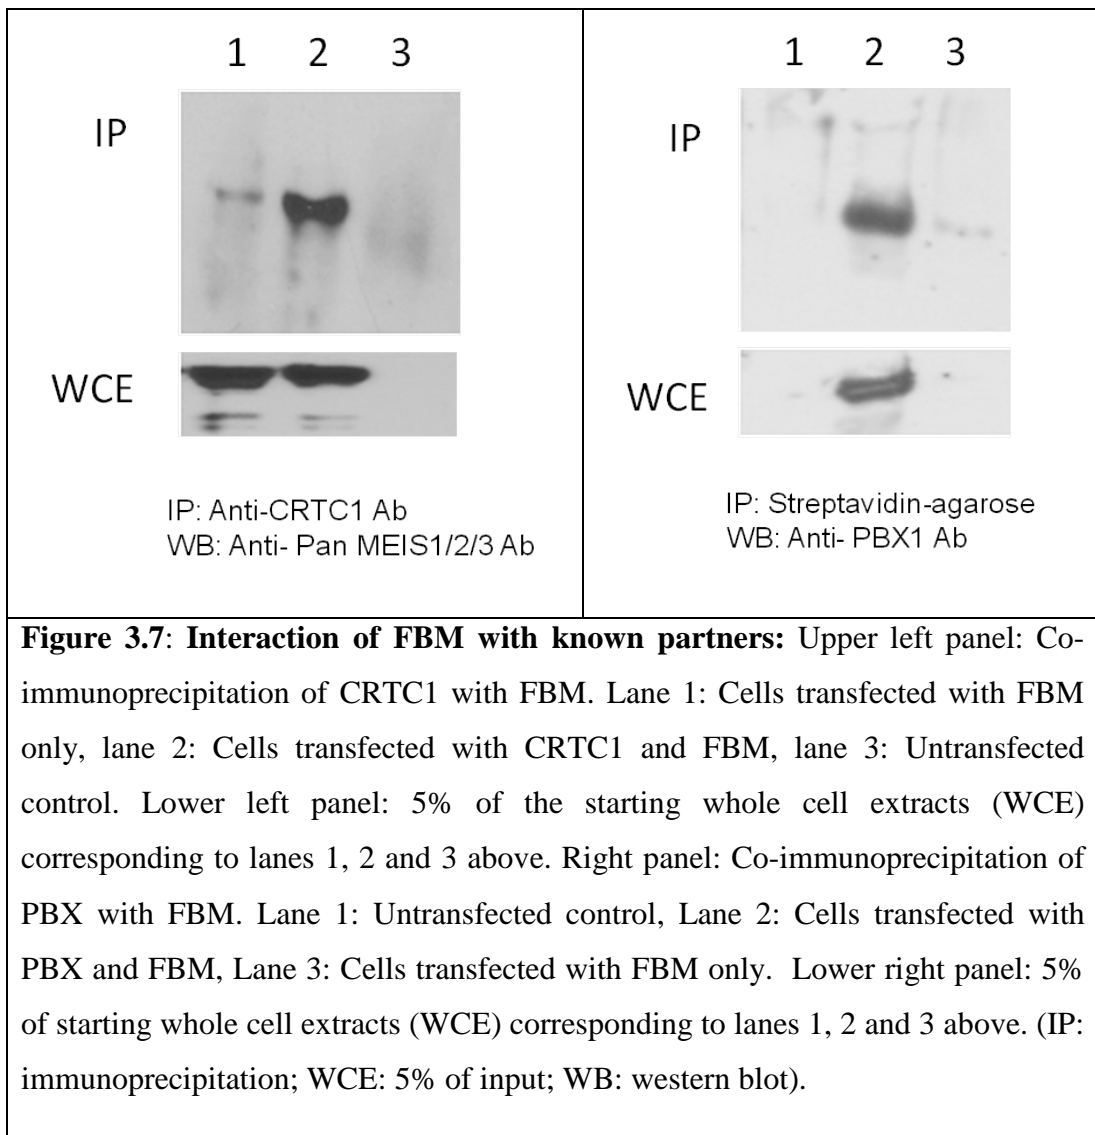 1 2 3
IP
WCE
IP: Anti-CRTC1 Ab
WB: Anti- Pan MEIS1/2/3 Ab
1 2 3
IP
WCE
IP: Streptavidin-agarose
WB: Anti- PBX1 Ab
Figure 3.7: Interaction of FBM with known partners: Upper left panel: Co-
immunoprecipitation of CRTC1 with FBM. Lane 1: Cells transfected with FBM
only, lane 2: Cells transfected with CRTC1 and FBM, lane 3: Untransfected
control. Lower left panel: 5% of the starting whole cell extracts (WCE)
corresponding to lanes 1, 2 and 3 above. Right panel: Co-immunoprecipitation of
PBX with FBM. Lane 1: Untransfected control, Lane 2: Cells transfected with
PBX and FBM, Lane 3: Cells transfected with FBM only. Lower right panel: 5%
of starting whole cell extracts (WCE) corresponding to lanes 1, 2 and 3 above. (IP:
immunoprecipitation; WCE: 5% of input; WB: western blot).